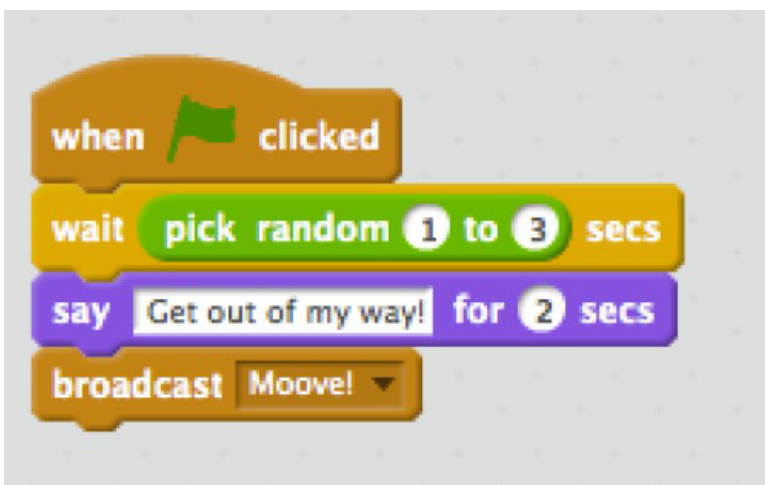 when clicked
wait pick random 1 to 3 secs
say Get out of my way! for 2 secs
broadcast Moove!